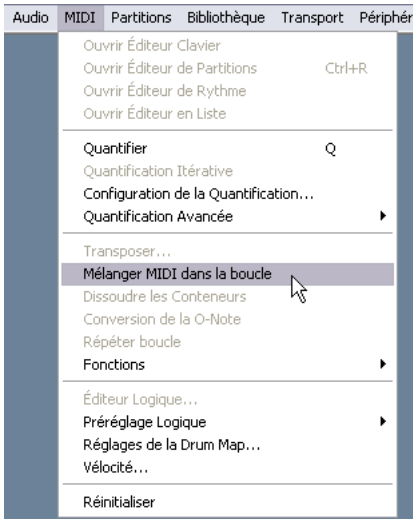 Audio MIDI Partitions Bibliothèque Transport Périphér
Ouvrir Éditeur Clavier
Ouvrir Éditeur de Partitions Ctrl+R
Ouvrir Éditeur de Rythme
Ouvrir Éditeur en Liste
Quantifier Q
Quantification Itérative
Configuration de la Quantification...
Quantification Avancée
Transposer...
Mélanger MIDI dans la boucle
Dissoudre les Conteneurs
Conversion de la O-Note
Répéter boucle
Fonctions
Éditeur Logique...
Préréglage Logique
Réglages de la Drum Map...
Vélocité...
Réinitialiser